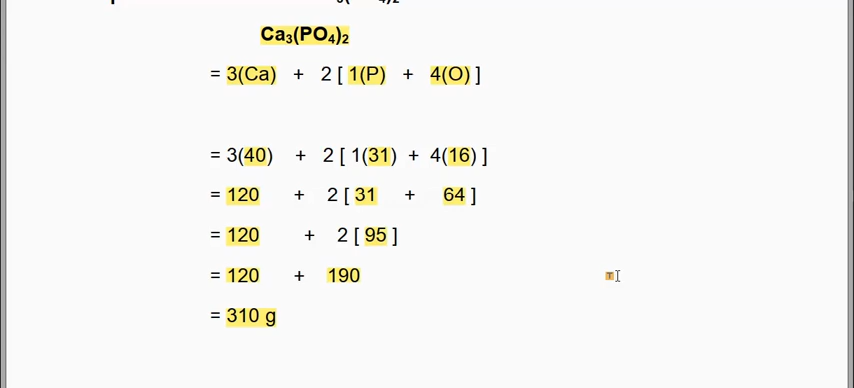 Ca₃(PO₄)₂
= 3(Ca) + 2 [ 1(P) + 4(O) ]
= 3(40) + 2 [ 1(31) + 4(16) ]
= 120 + 2 [ 31 + 64 ]
= 120 + 2 [ 95 ]
= 120 + 190
= 310 g